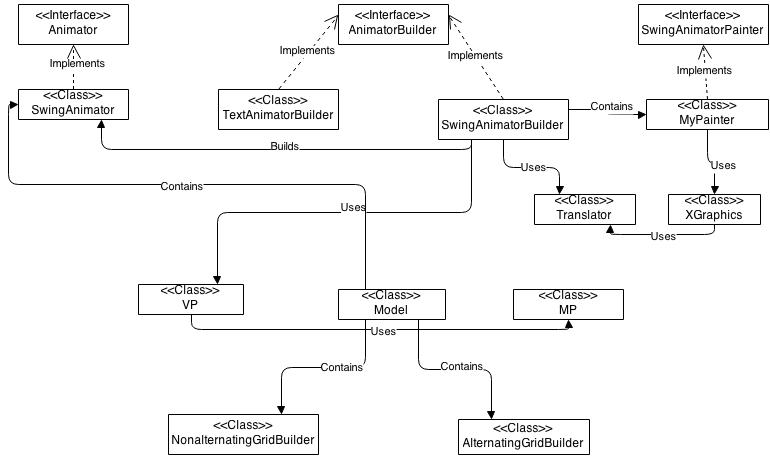 <<Interface>>
Animator
<<Interface>>
AnimatorBuilder
<<Interface>>
SwingAnimatorPainter
Implements
Implements
Implements
Implements
<<Class>>
SwingAnimator
<<Class>>
TextAnimatorBuilder
<<Class>>
SwingAnimatorBuilder
Contains
<<Class>>
MyPainter
Builds
Uses
Uses
Contains
<<Class>>
Translator
<<Class>>
XGraphics
Uses
Uses
<<Class>>
VP
<<Class>>
Model
<<Class>>
MP
Uses
Contains
Contains
<<Class>>
NonalternatingGridBuilder
<<Class>>
AlternatingGridBuilder